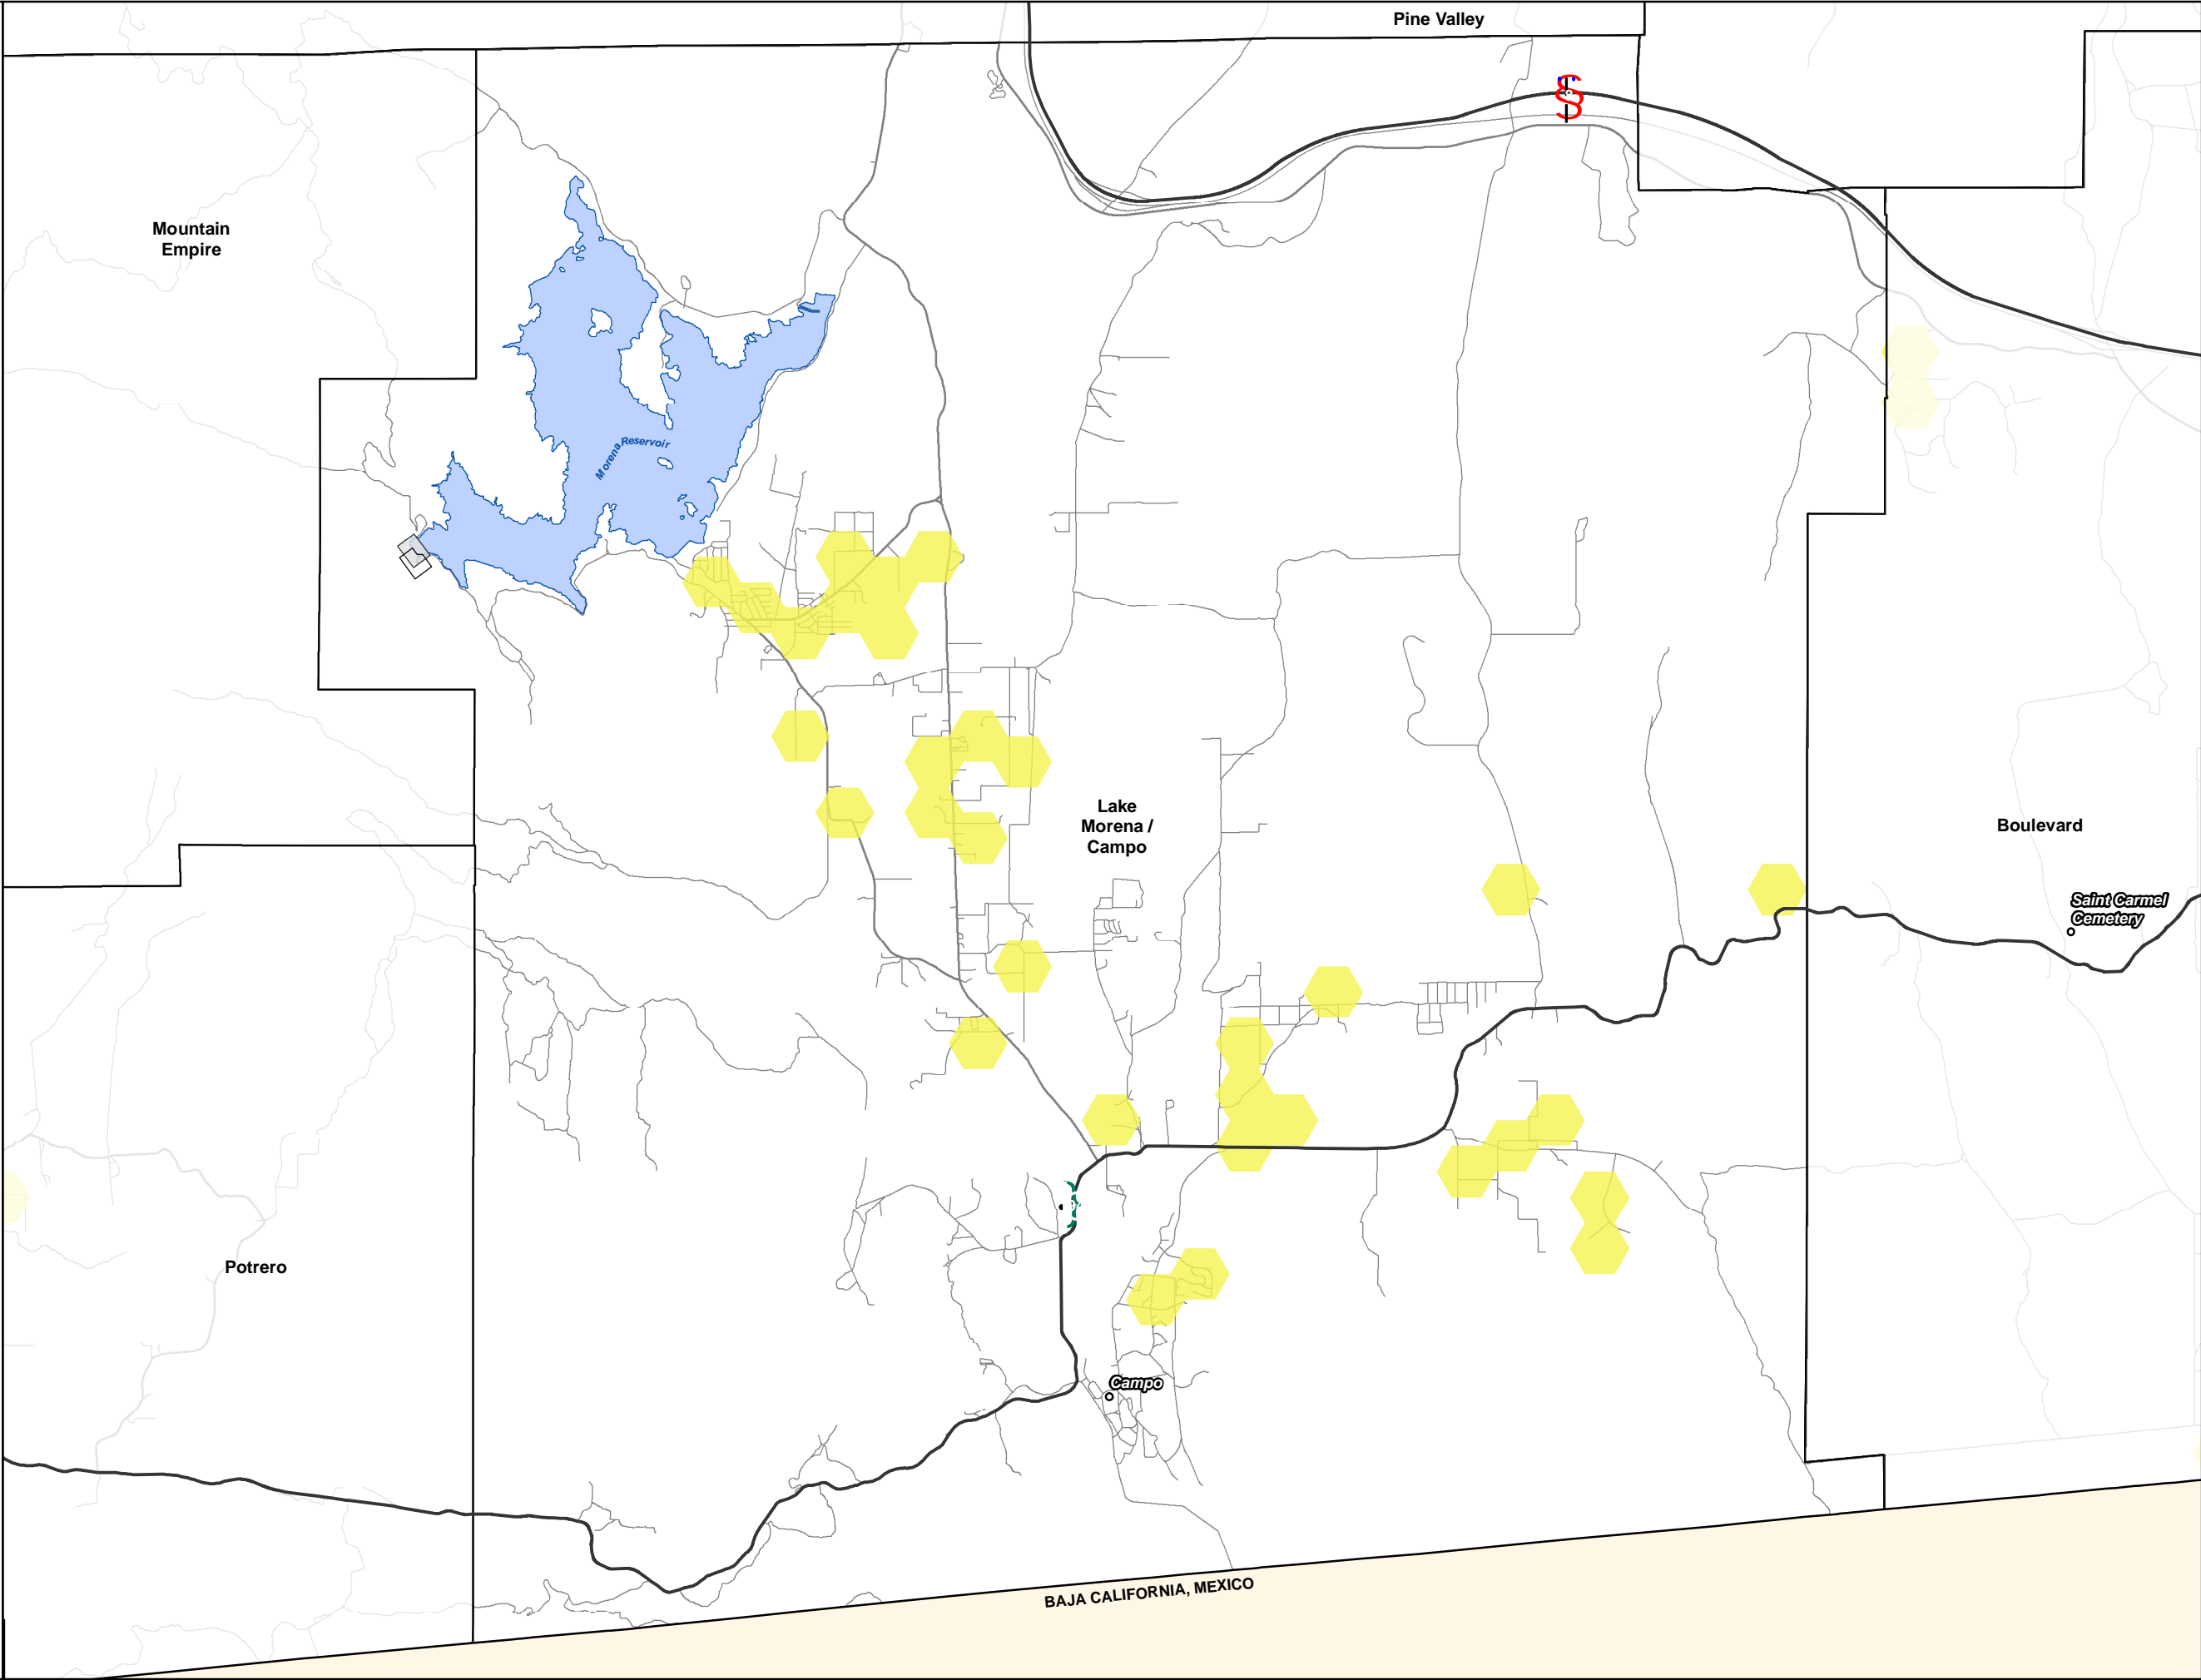 Pine Valley
Mountain
Empire
Morena Reservoir
Lake
Morena /
Campo
Boulevard
Saint Carmel
Cemetery
Potrero
Campo
BAJA CALIFORNIA, MEXICO